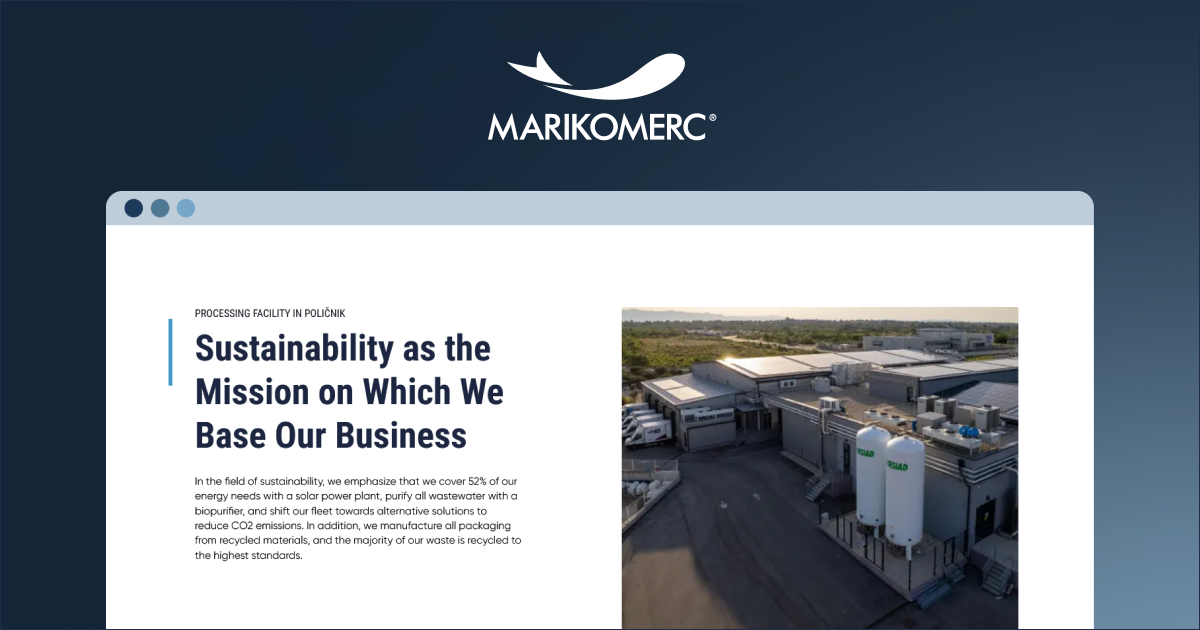 MARIKOMERC®
PROCESSING FACILITY IN POLIČNIK
Sustainability as the
Mission on Which We
Base Our Business
In the field of sustainability, we emphasize that we cover 52% of our
energy needs with a solar power plant, purify all wastewater with a
biopurifier, and shift our fleet towards alternative solutions to
reduce CO2 emissions. In addition, we manufacture all packaging
from recycled materials, and the majority of our waste is recycled to
the highest standards.